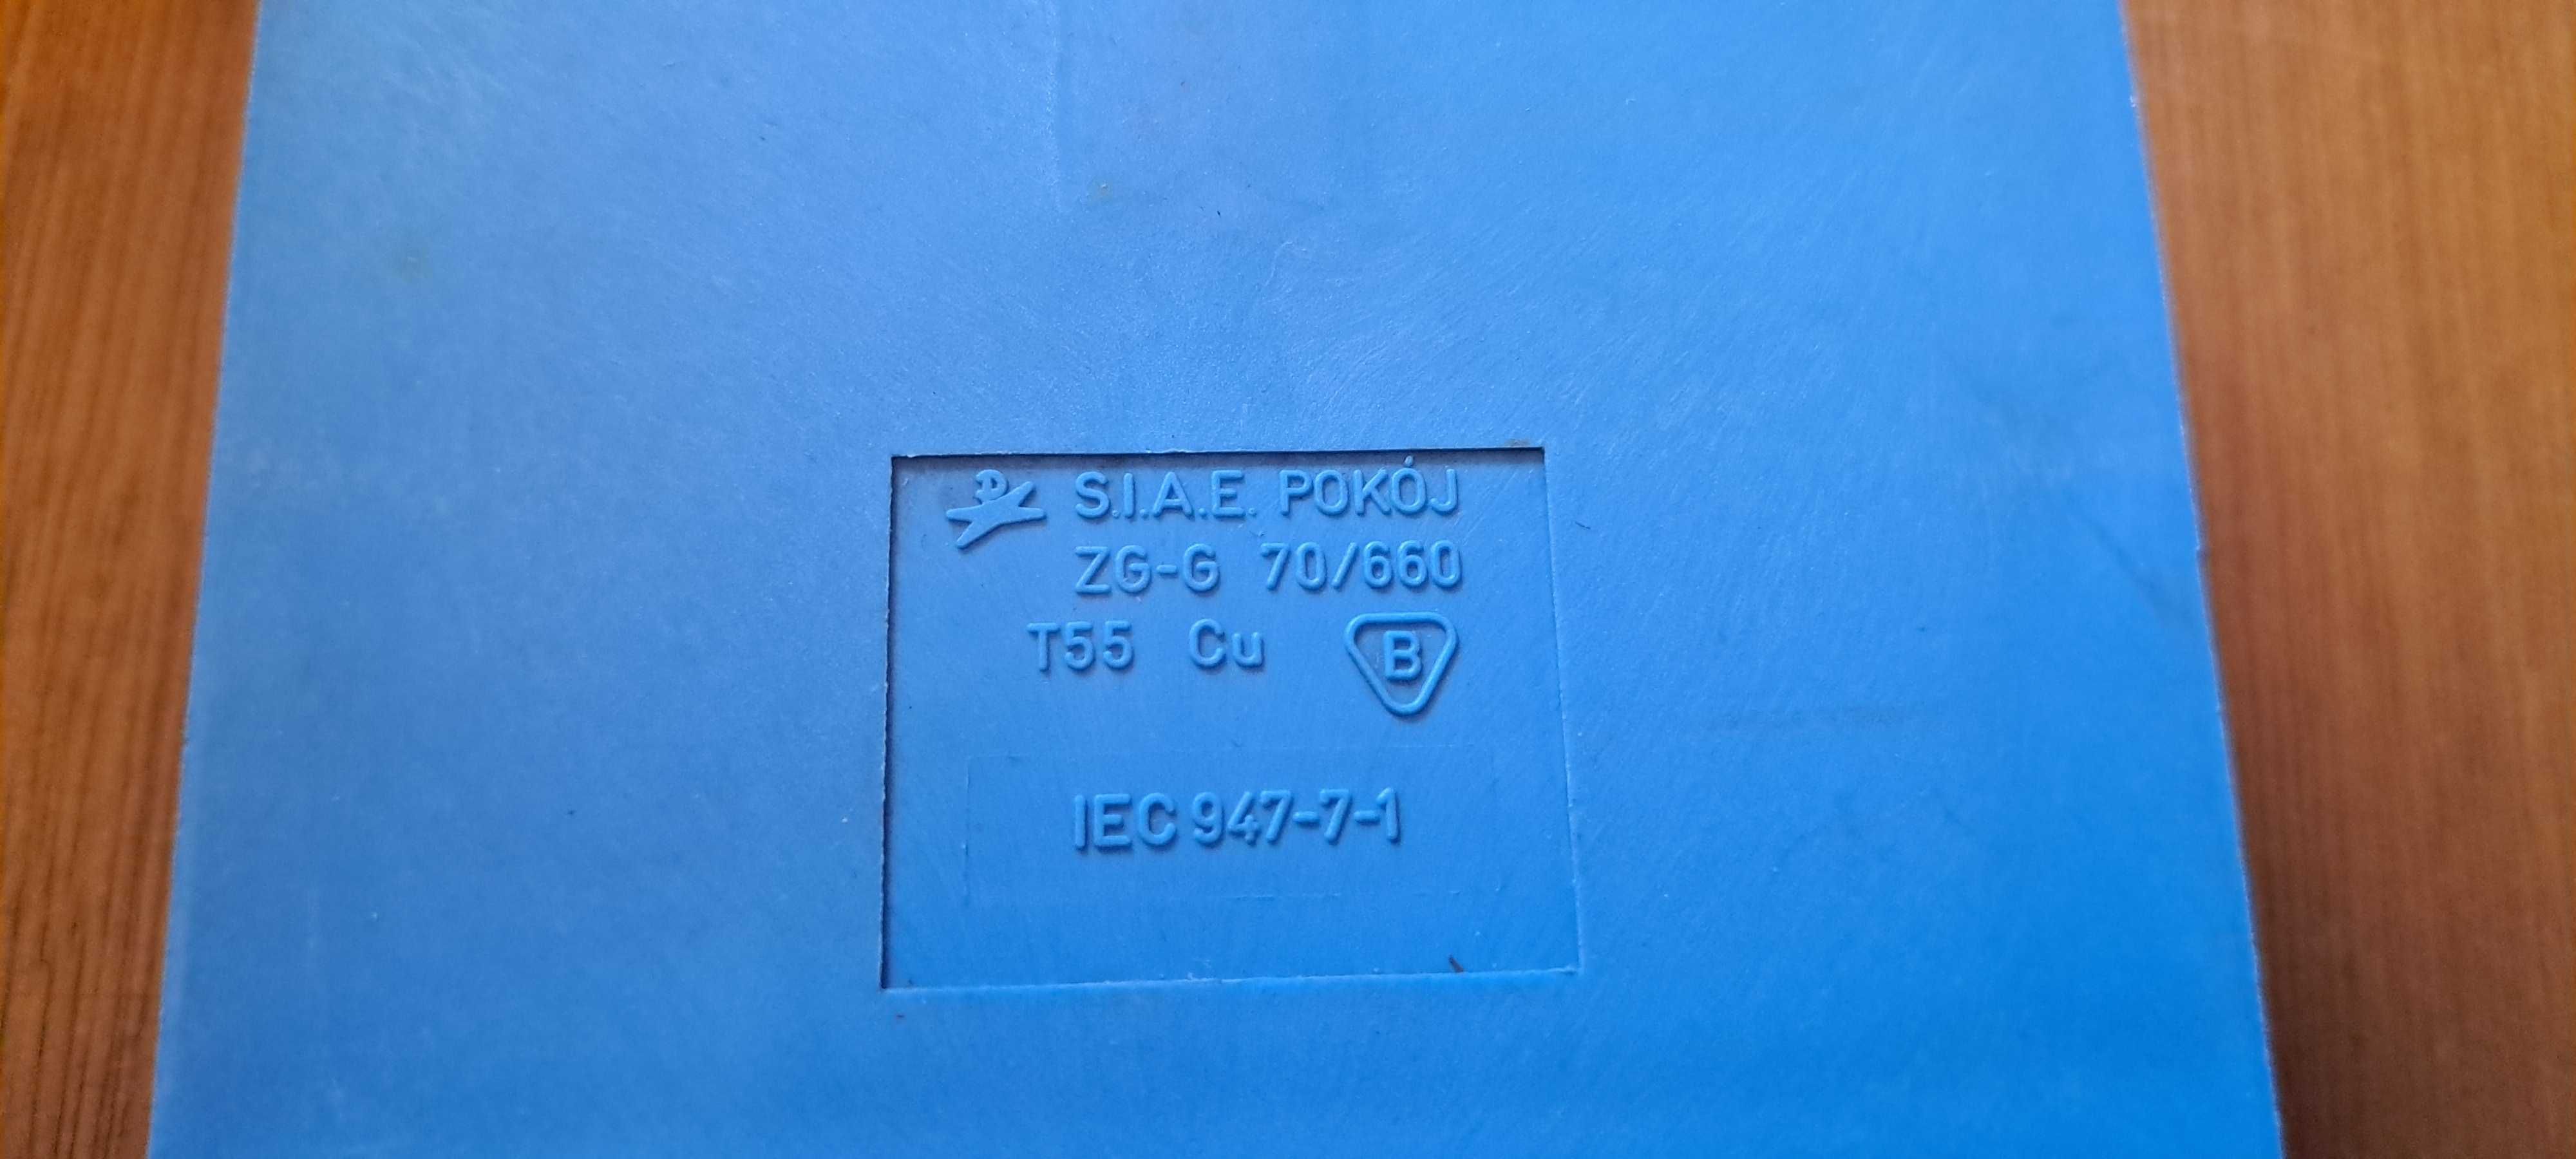 S.I.A.E. POKÓJ
ZG-G 70/660
T55 Cu B
IEC 947-7-1